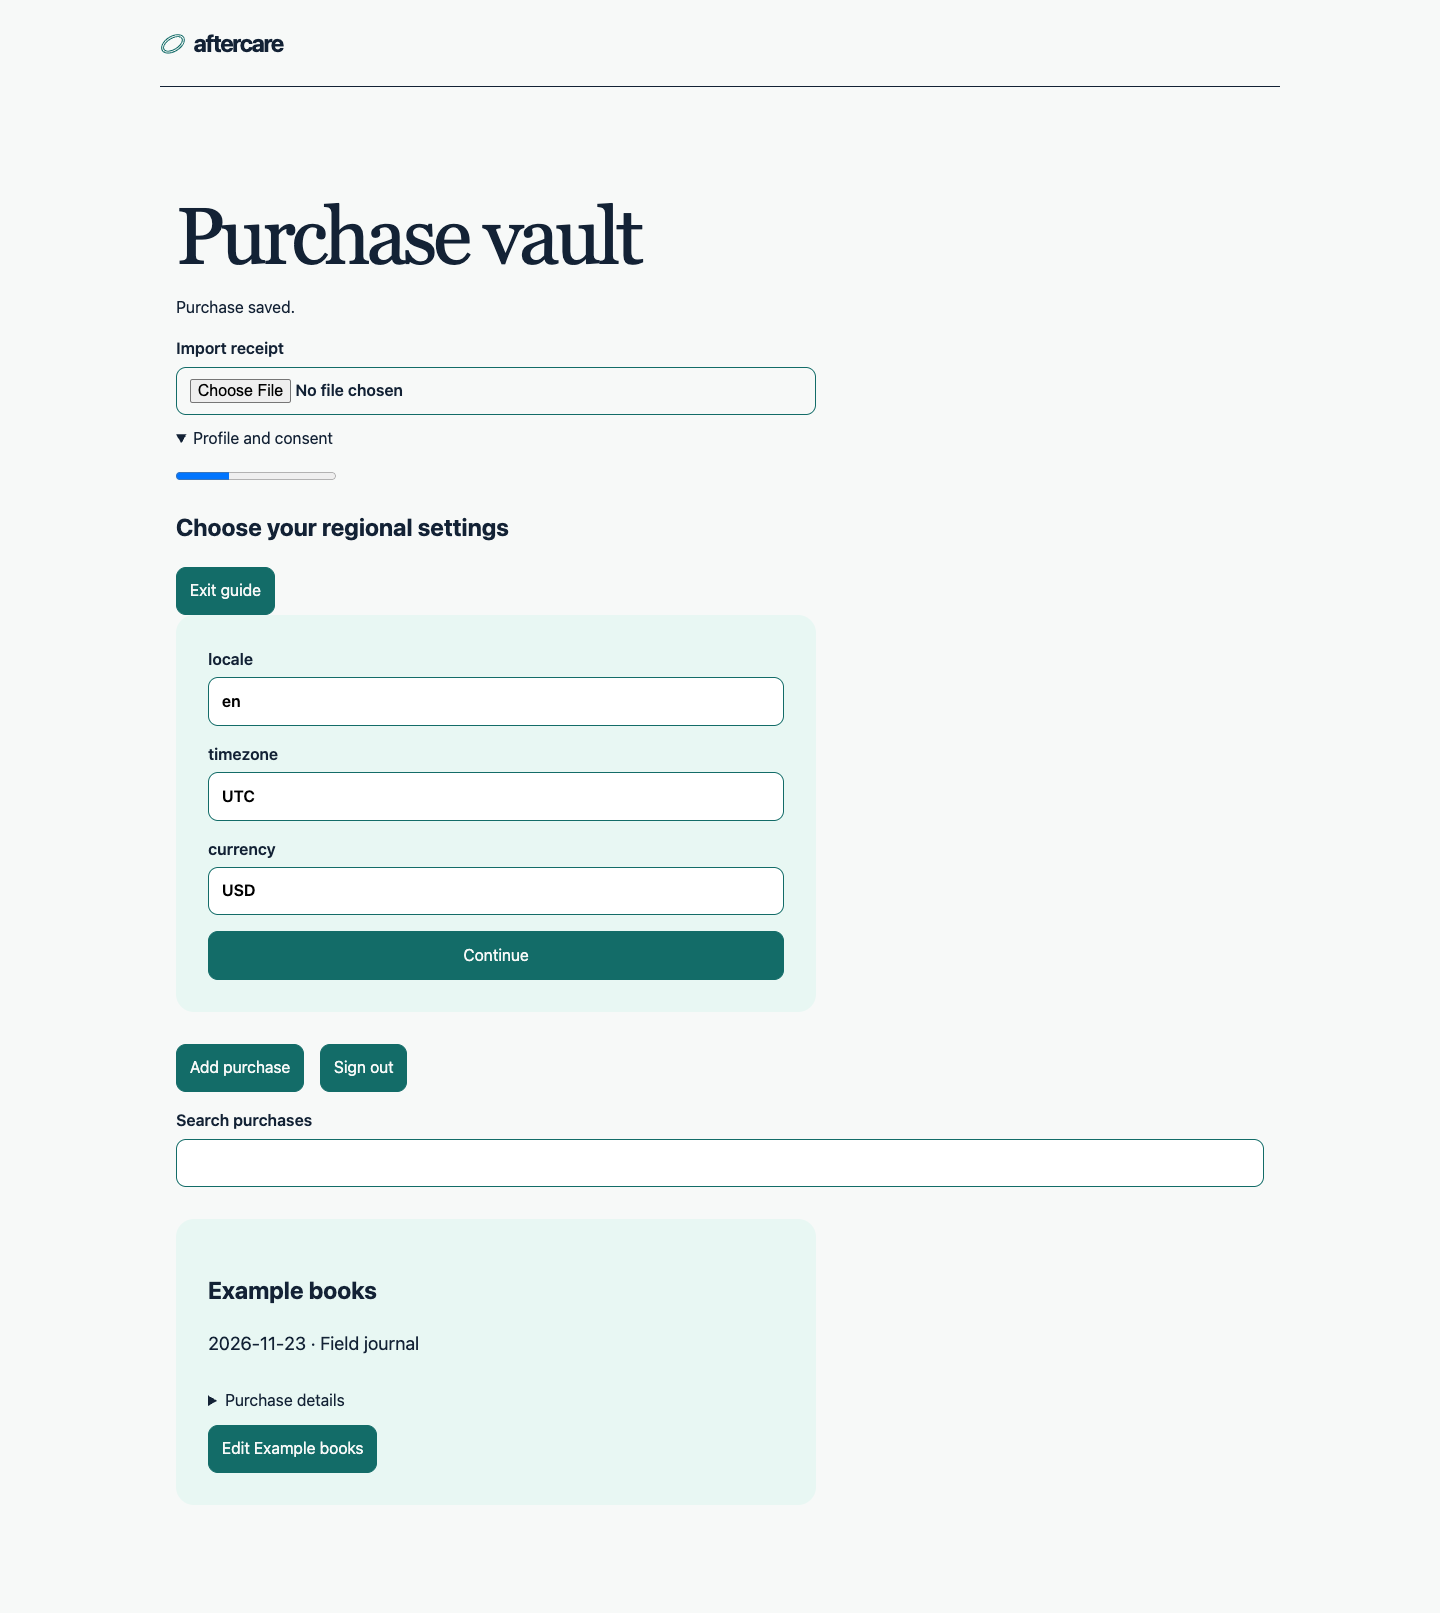 aftercare
Purchase vault
Purchase saved.
Import receipt
Choose File No file chosen
Profile and consent
Choose your regional settings
Exit guide
locale
en
timezone
UTC
currency
USD
Continue
Add purchase Sign out
Search purchases
Example books
2026-11-23 · Field journal
Purchase details
Edit Example books